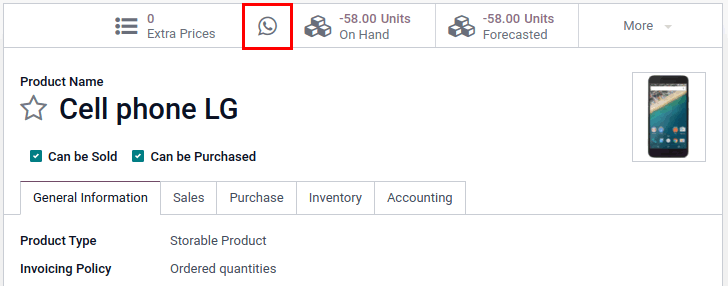 0
Extra Prices
-58.00 Units
On Hand
-58.00 Units
Forecasted
More
Product Name
Cell phone LG
Can be Sold Can be Purchased
General Information Sales Purchase Inventory Accounting
Product Type Storable Product
Invoicing Policy Ordered quantities